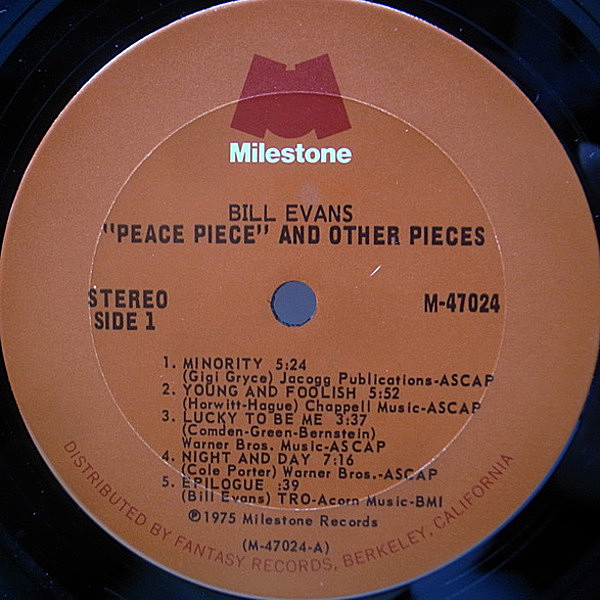 Milestone
BILL EVANS
"PEACE PIECE" AND OTHER PIECES
STEREO
SIDE 1
M-47024
1. MINORITY 5:24
(Gigi Gryce) Jacogg Publications-ASCAP
2. YOUNG AND FOOLISH 5:52
(Horwitt-Hague) Chappell Music-ASCAP
3. LUCKY TO BE ME 3:37
(Comden-Green-Bernstein)
Warner Bros. Music-ASCAP
4. NIGHT AND DAY 7:16
(Cole Porter) Warner Bros.-ASCAP
5. EPILOGUE :39
(Bill Evans) TRO-Acorn Music-BMI
℗1975 Milestone Records
(M-47024-A)
DISTRIBUTED BY FANTASY RECORDS, BERKELEY, CALIFORNIA